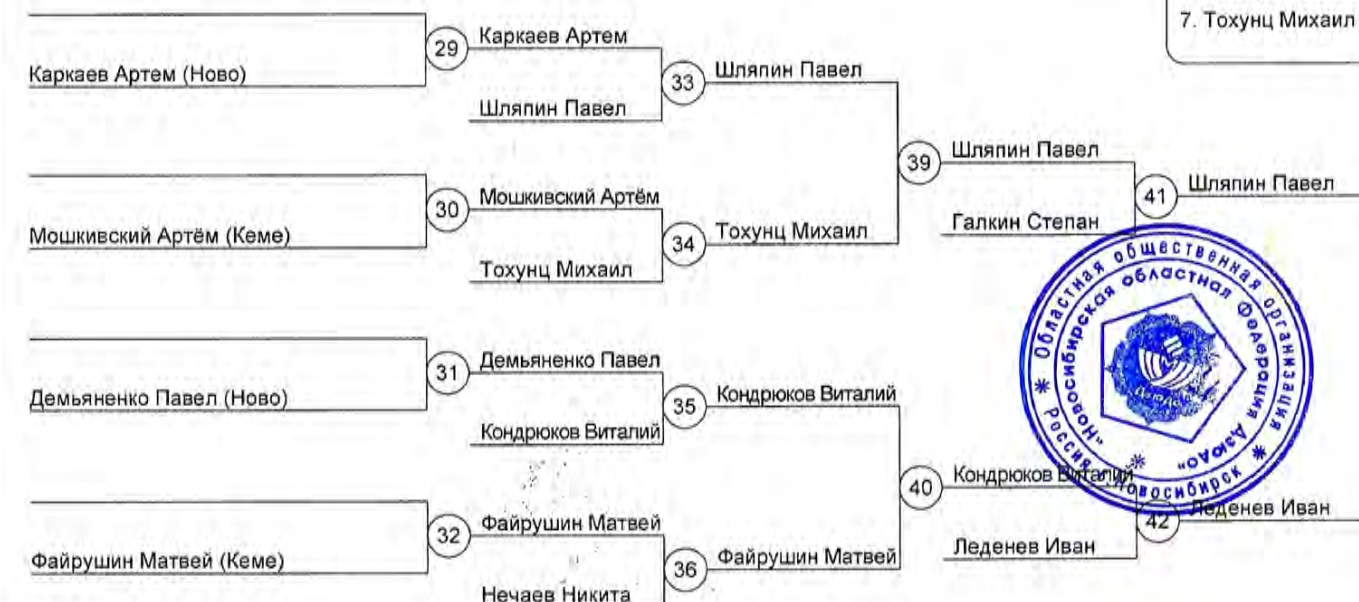 7. Тохунц Михаил
29
Каркаев Артем
Каркаев Артем (Ново)
33
Шляпин Павел
Шляпин Павел
39
Шляпин Павел
30
Мошкивский Артём
Мошкивский Артём (Кеме)
34
Тохунц Михаил
Тохунц Михаил
Галкин Степан
41
Шляпин Павел
31
Демьяненко Павел
Демьяненко Павел (Ново)
35
Кондрюков Виталий
Кондрюков Виталий
40
Кондрюков Виталий
32
Файрушин Матвей
Файрушин Матвей (Кеме)
36
Файрушин Матвей
Нечаев Никита
Леденев Иван
42
Леденев Иван
Областная общественная организация
"Новосибирская областная Федерация Дзюдо"
Россия г. Новосибирск